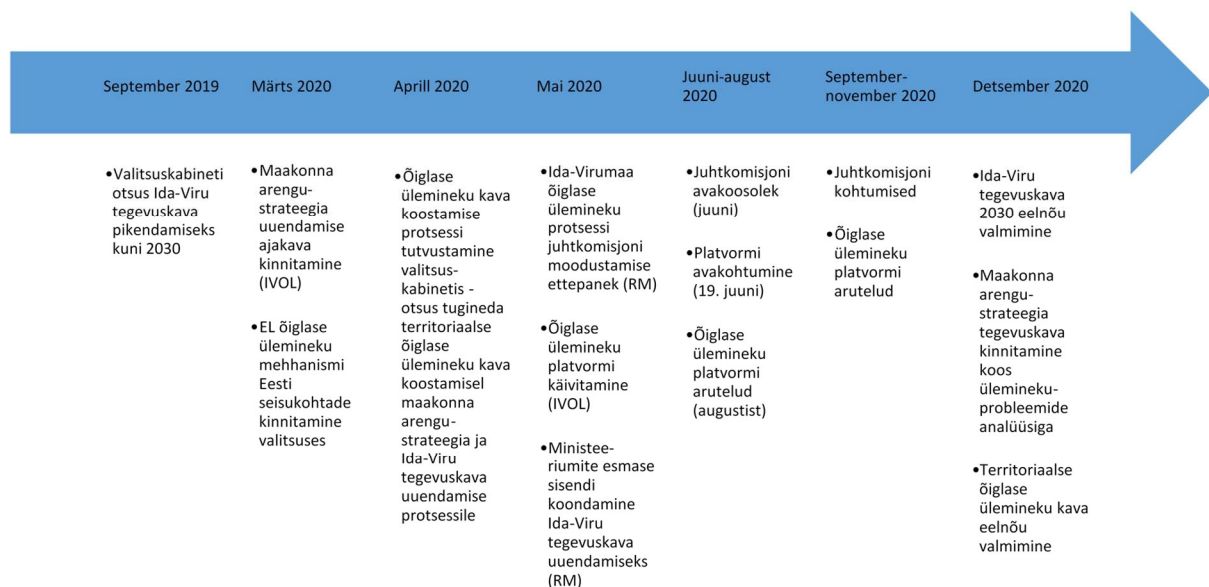 September 2019
Märts 2020
Aprill 2020
Mai 2020
Juuni-august
2020
September-
november 2020
Detsember 2020
•Valitsuskabineti
otsus Ida-Viru
tegevuskava
pikendamiseks
kuni 2030
•Maakonna
arengu-
strateegia
uuendamise
ajakava
kinnitamine
(IVOL)
•EL õiglase
ülemineku
mehhanismi
Eesti
seisukohtade
kinnitamine
valitsuses
•Õiglase
ülemineku kava
koostamise
protsessi
tutvustamine
valitsus-
kabinetis -
otsus tugineda
territoriaalse
õiglase
ülemineku kava
koostamisel
maakonna
arengu-
strateegia ja
Ida-Viru
tegevuskava
uuendamise
protsessile
•Ida-Virumaa
õiglase
ülemineku
protsessi
juhtkomisjoni
moodustamise
ettepanek (RM)
•Õiglase
ülemineku
platvormi
käivitamine
(IVOL)
•Ministee-
riumite esmase
sisendi
koondamine
Ida-Viru
tegevuskava
uuendamiseks
(RM)
•Juhtkomisjoni
avakoosolek
(juuni)
•Platvormi
avakohtumine
(19. juuni)
•Õiglase
ülemineku
platvormi
arutelud
(augustist)
•Juhtkomisjoni
kohtumised
•Õiglase
ülemineku
platvormi
arutelud
•Ida-Viru
tegevuskava
2030 eelnõu
valmimine
•Maakonna
arengu-
strateegia
tegevuskava
kinnitamine
koos
ülemineku-
probleemide
analüüsiga
•Territoriaalse
õiglase
ülemineku kava
eelnõu
valmimine